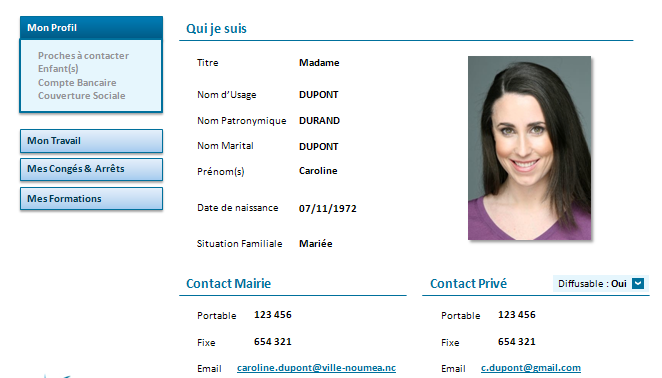 Mon Profil
Proches à contacter
Enfant(s)
Compte Bancaire
Couverture Sociale
Mon Travail
Mes Congés & Arrêts
Mes Formations
Qui je suis
Titre Madame
Nom d'Usage DUPONT
Nom Patronymique DURAND
Nom Marital DUPONT
Prénom(s) Caroline
Date de naissance 07/11/1972
Situation Familiale Mariée
Contact Mairie
Portable 123 456
Fixe 654 321
Email caroline.dupont@ville-noumea.nc
Contact Privé Diffusable : Oui
Portable 123 456
Fixe 654 321
Email c.dupont@gmail.com